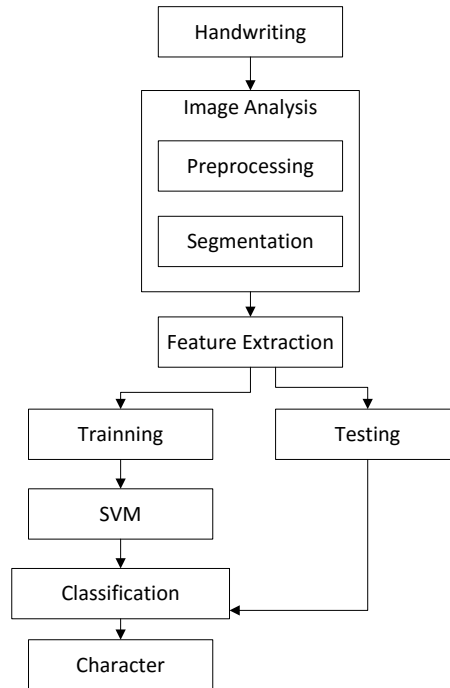 Handwriting
Image Analysis
Preprocessing
Segmentation
Feature Extraction
Trainning
Testing
SVM
Classification
Character